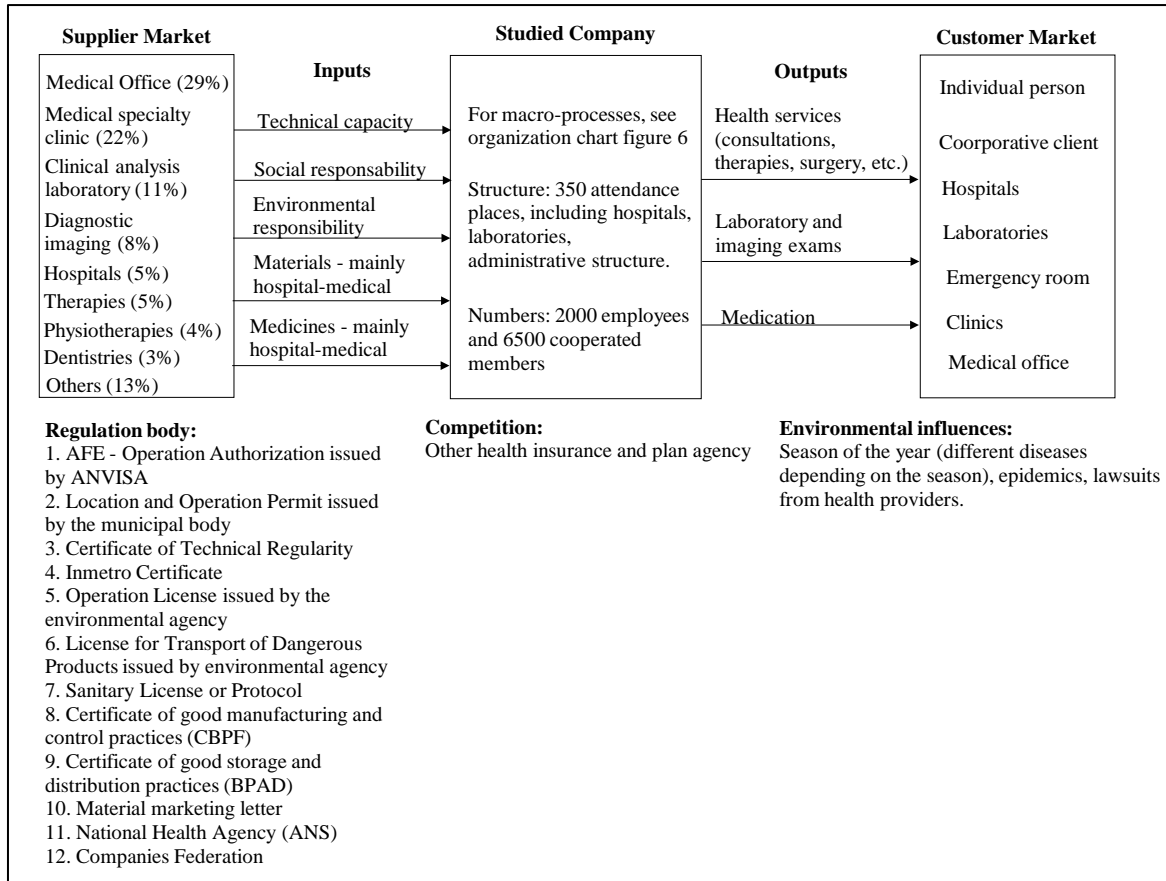 Supplier Market
Medical Office (29%)
Medical specialty
clinic (22%)
Clinical analysis
laboratory (11%)
Diagnostic
imaging (8%)
Hospitals (5%)
Therapies (5%)
Physiotherapies (4%)
Dentistries (3%)
Others (13%)
Inputs
Technical capacity
Social responsability
Environmental
responsibility
Materials - mainly
hospital-medical
Medicines - mainly
hospital-medical
Studied Company
For macro-processes, see
organization chart figure 6
Structure: 350 attendance
places, including hospitals,
laboratories,
administrative structure.
Numbers: 2000 employees
and 6500 cooperated
members
Outputs
Health services
(consultations,
therapies, surgery, etc.)
Laboratory and
imaging exams
Medication
Customer Market
Individual person
Coorporative client
Hospitals
Laboratories
Emergency room
Clinics
Medical office
Regulation body:
1. AFE - Operation Authorization issued
by ANVISA
2. Location and Operation Permit issued
by the municipal body
3. Certificate of Technical Regularity
4. Inmetro Certificate
5. Operation License issued by the
environmental agency
6. License for Transport of Dangerous
Products issued by environmental agency
7. Sanitary License or Protocol
8. Certificate of good manufacturing and
control practices (CBPF)
9. Certificate of good storage and
distribution practices (BPAD)
10. Material marketing letter
11. National Health Agency (ANS)
12. Companies Federation
Competition:
Other health insurance and plan agency
Environmental influences:
Season of the year (different diseases
depending on the season), epidemics, lawsuits
from health providers.